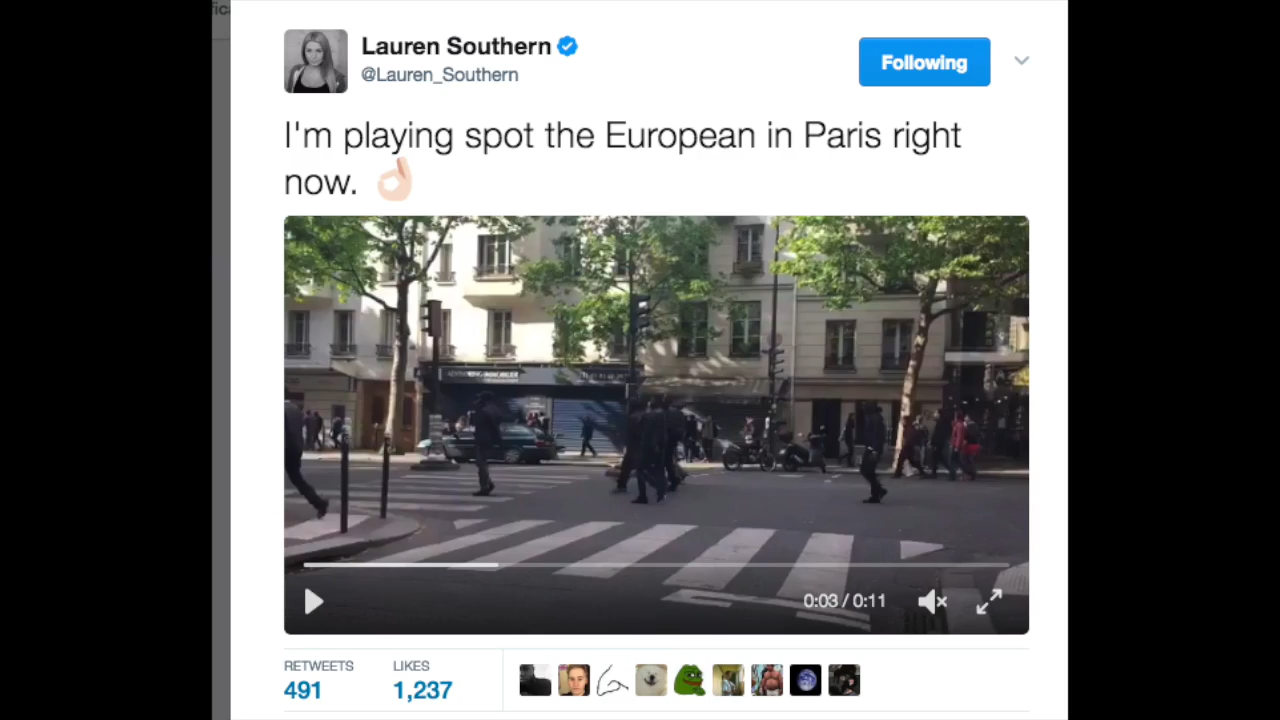 fic
Lauren Southern
@Lauren_Southern
Following
I'm playing spot the European in Paris right
now. 👌🏻
0:03 / 0:11
RETWEETS
LIKES
491
1,237